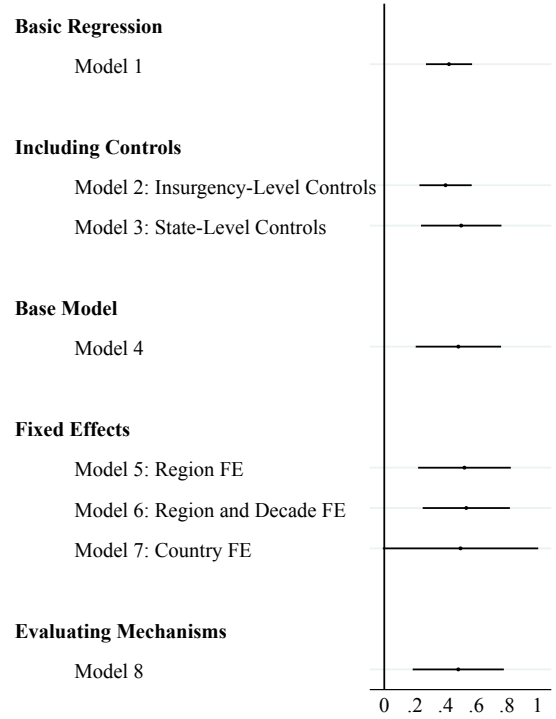 Basic Regression
Model 1
Including Controls
Model 2: Insurgency-Level Controls
Model 3: State-Level Controls
Base Model
Model 4
Fixed Effects
Model 5: Region FE
Model 6: Region and Decade FE
Model 7: Country FE
Evaluating Mechanisms
Model 8
0 .2 .4 .6 .8 1